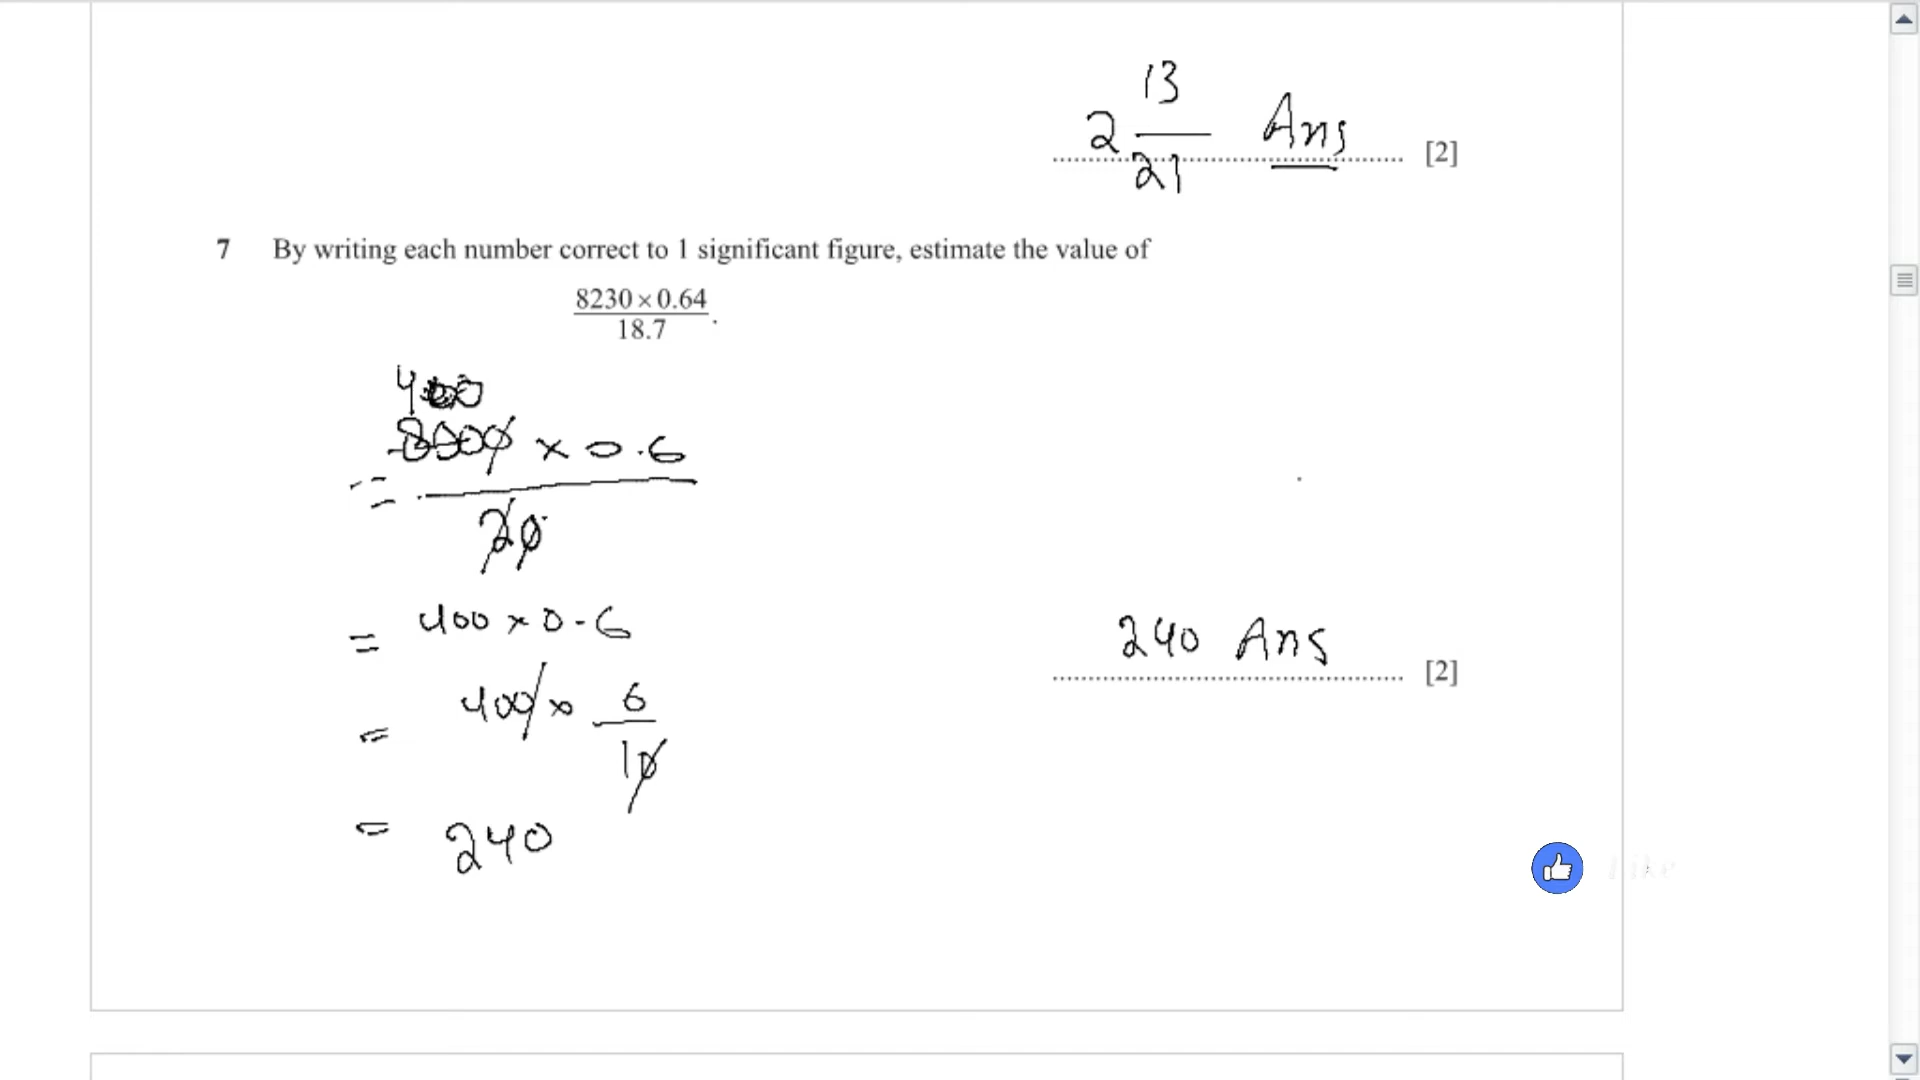 13
2 — Ans [2]
21
7 By writing each number correct to 1 significant figure, estimate the value of
8230 × 0.64
18.7 .
400
8000 × 0.6
=
20
= 400 × 0.6
240 Ans [2]
= 400 × 6
10
= 240
Like